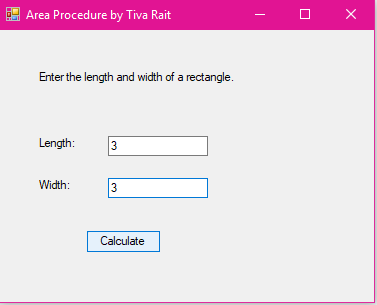 Area Procedure by Tiva Rait
Enter the length and width of a rectangle.
Length: 3
Width: 3
Calculate